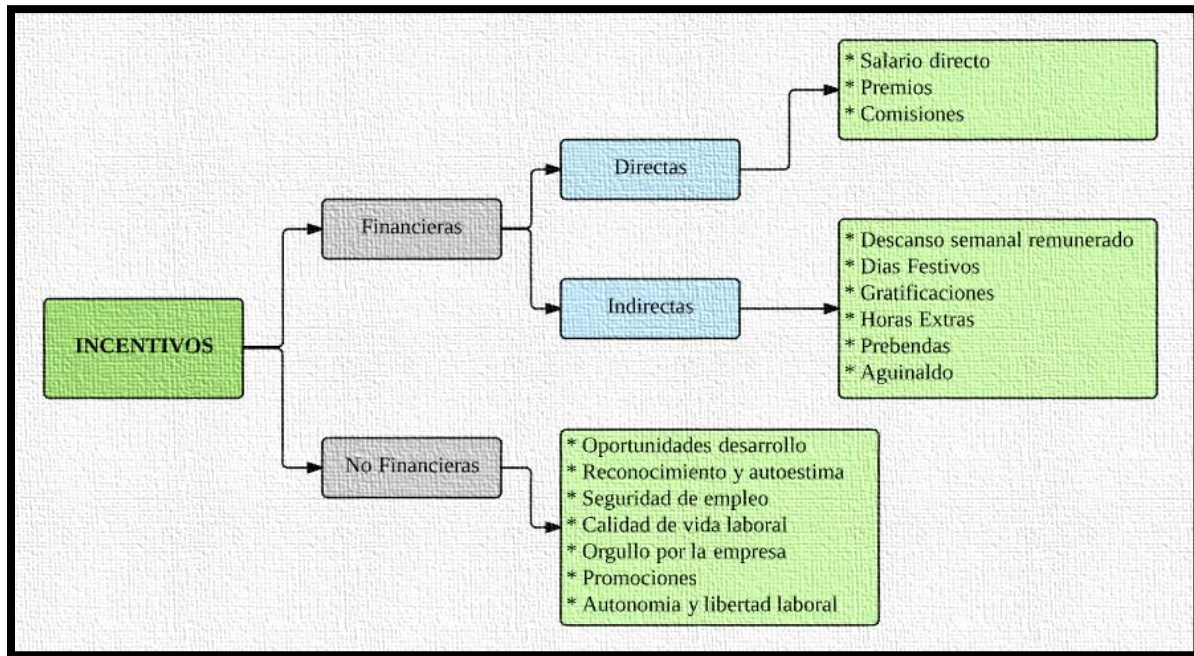 INCENTIVOS
Financieras
Directas
* Salario directo
* Premios
* Comisiones
Indirectas
* Descanso semanal remunerado
* Dias Festivos
* Gratificaciones
* Horas Extras
* Prebendas
* Aguinaldo
No Financieras
* Oportunidades desarrollo
* Reconocimiento y autoestima
* Seguridad de empleo
* Calidad de vida laboral
* Orgullo por la empresa
* Promociones
* Autonomia y libertad laboral